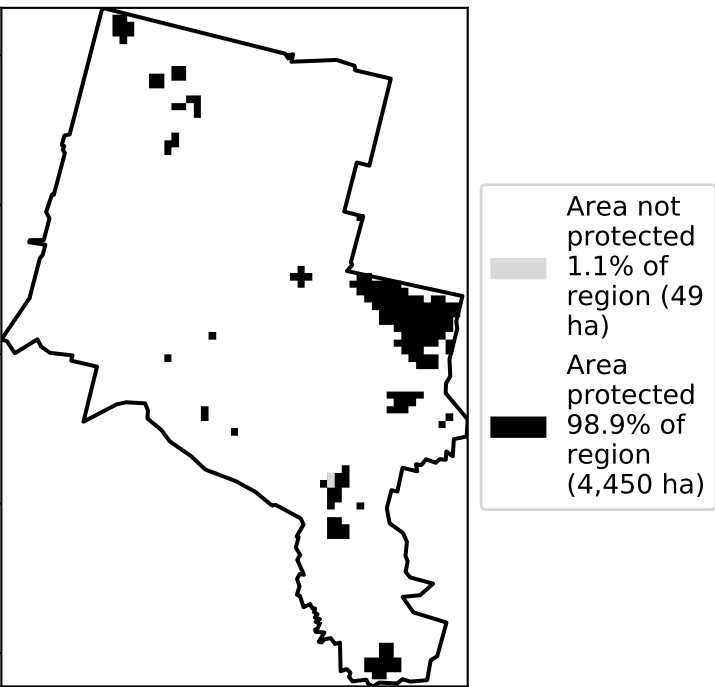 Area not
protected
1.1% of
region (49
ha)
Area
protected
98.9% of
region
(4,450 ha)